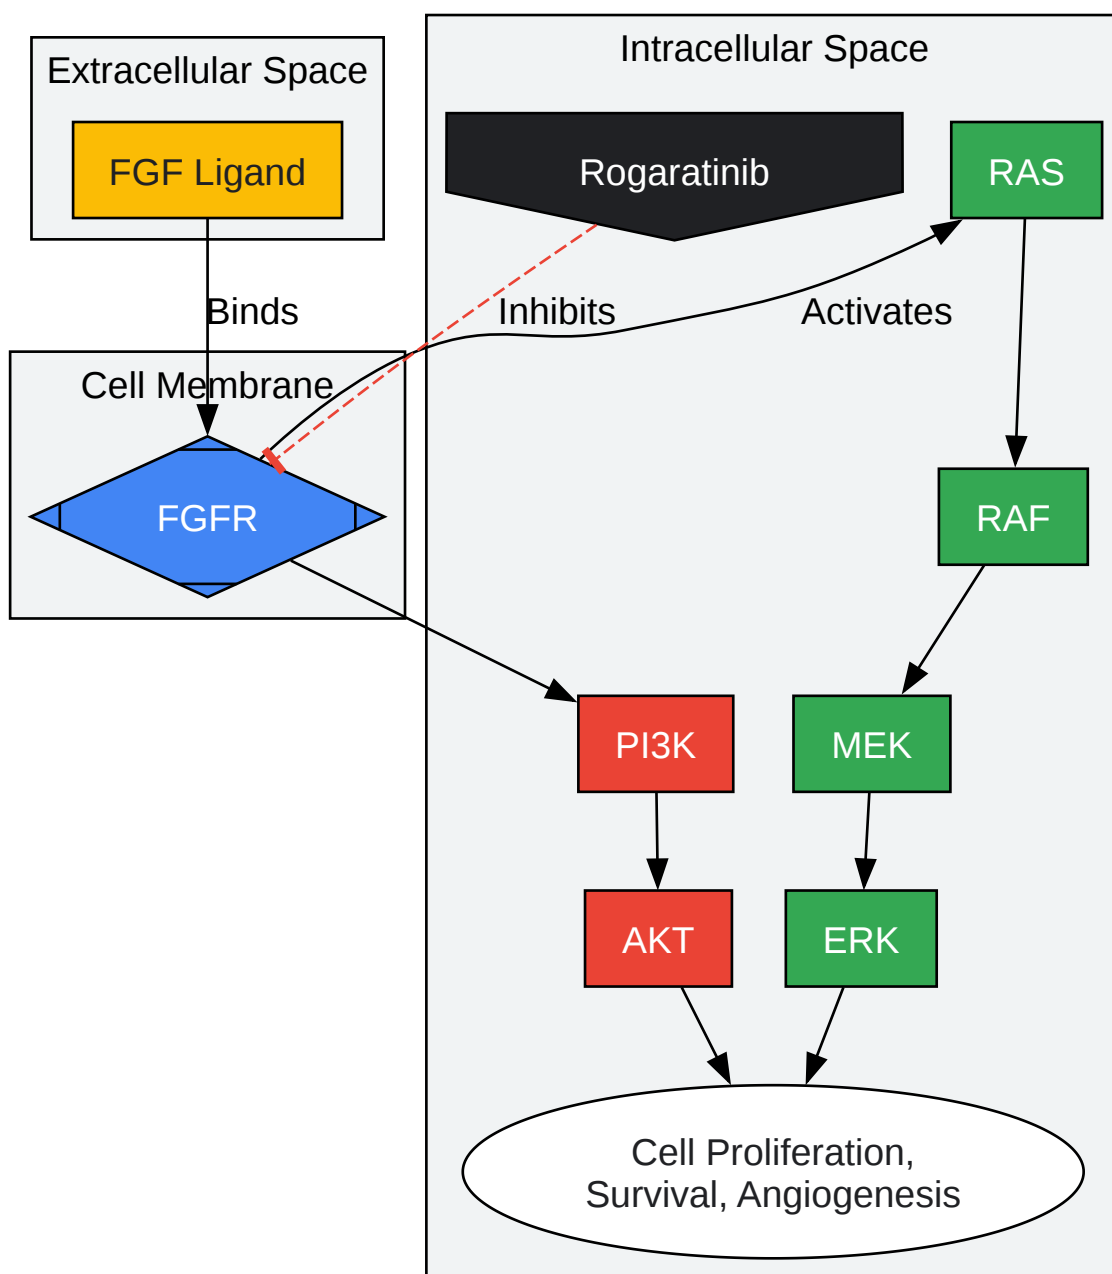 Extracellular Space
Intracellular Space
FGF Ligand
Rogaratinib
RAS
Binds
Inhibits
Activates
Cell Membrane
FGFR
RAF
PI3K
MEK
AKT
ERK
Cell Proliferation,
Survival, Angiogenesis